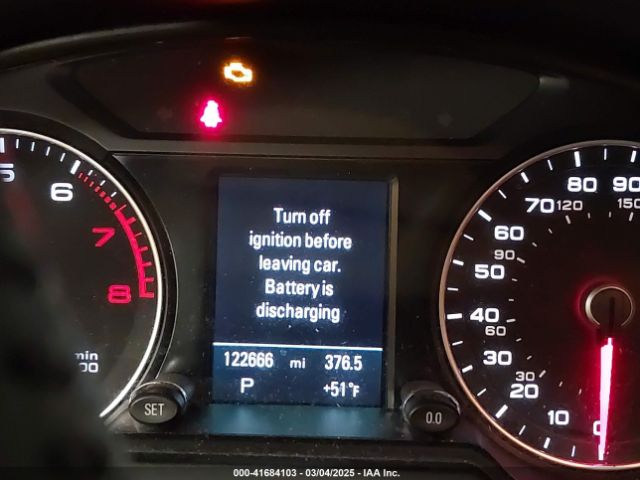 5
6
7
8
min
00
SET
Turn off
ignition before
leaving car.
Battery is
discharging
122666 mi 376.5
P +51°F
0.0
80 90
70 120 150
60
50 90
40 60
30
20 30
10
0
000-41684103 - 03/04/2025 - IAA Inc.